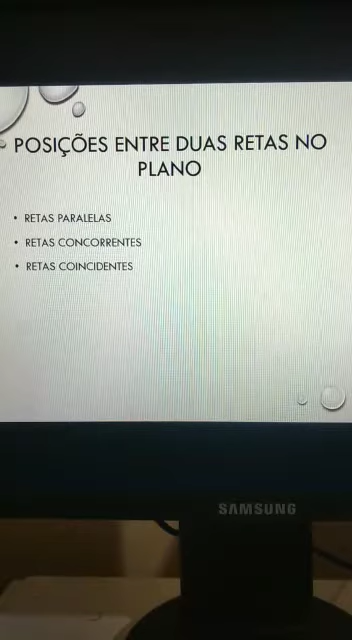 POSIÇÕES ENTRE DUAS RETAS NO
PLANO
• RETAS PARALELAS
• RETAS CONCORRENTES
• RETAS COINCIDENTES
SAMSUNG